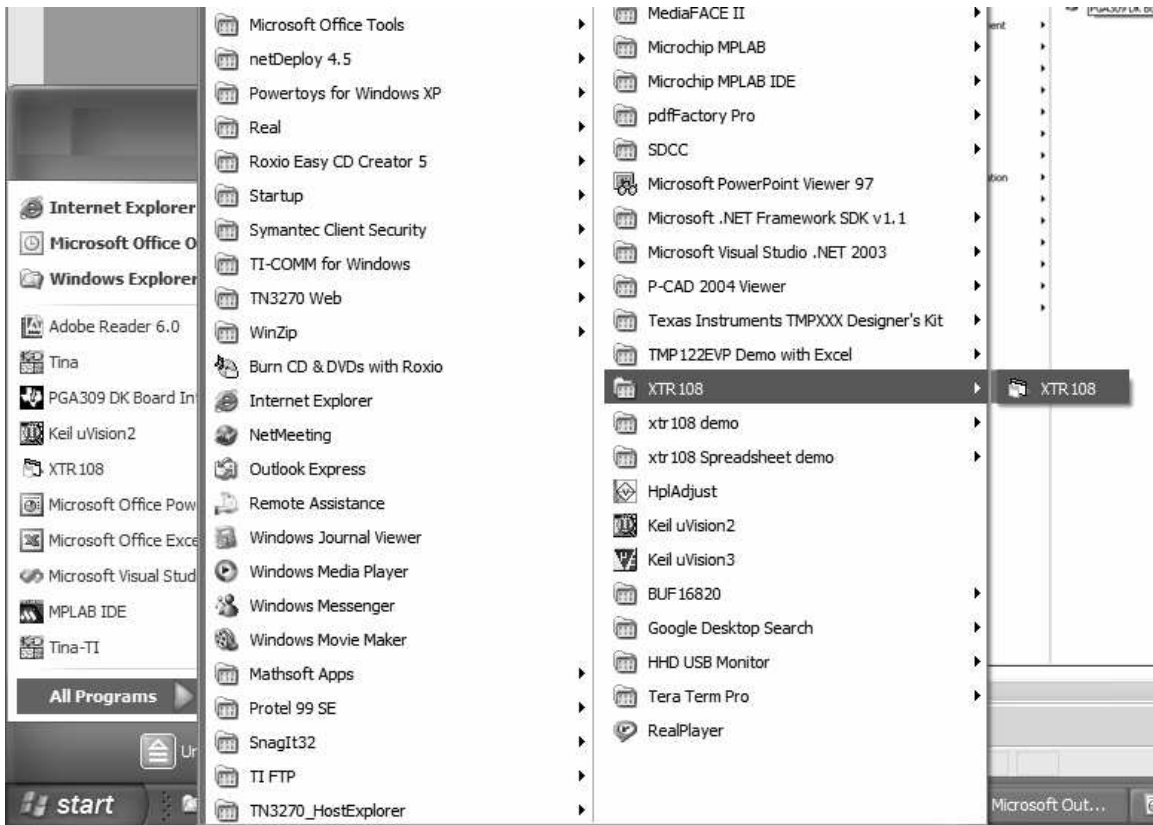 Internet Explorer
Microsoft Office O
Windows Explorer
Adobe Reader 6.0
Tina
PGA309 DK Board In
Keil uVision2
XTR108
Microsoft Office Pow
Microsoft Office Exce
Microsoft Visual Stud
MPLAB IDE
Tina-TI
All Programs
start
Microsoft Office Tools
netDeploy 4.5
Powertoys for Windows XP
Real
Roxio Easy CD Creator 5
Startup
Symantec Client Security
TI-COMM for Windows
TN3270 Web
WinZip
Burn CD & DVDs with Roxio
Internet Explorer
NetMeeting
Outlook Express
Remote Assistance
Windows Journal Viewer
Windows Media Player
Windows Messenger
Windows Movie Maker
Mathsoft Apps
Protel 99 SE
SnagIt32
TI FTP
TN3270_HostExplorer
MediaFACE II
Microchip MPLAB
Microchip MPLAB IDE
pdfFactory Pro
SDCC
Microsoft PowerPoint Viewer 97
Microsoft .NET Framework SDK v1.1
Microsoft Visual Studio .NET 2003
P-CAD 2004 Viewer
Texas Instruments TMPXXX Designer's Kit
TMP122EVP Demo with Excel
XTR108
xtr108 demo
xtr108 Spreadsheet demo
HplAdjust
Keil uVision2
Keil uVision3
BUF16820
Google Desktop Search
HHD USB Monitor
Tera Term Pro
RealPlayer
XTR108
Microsoft Out...